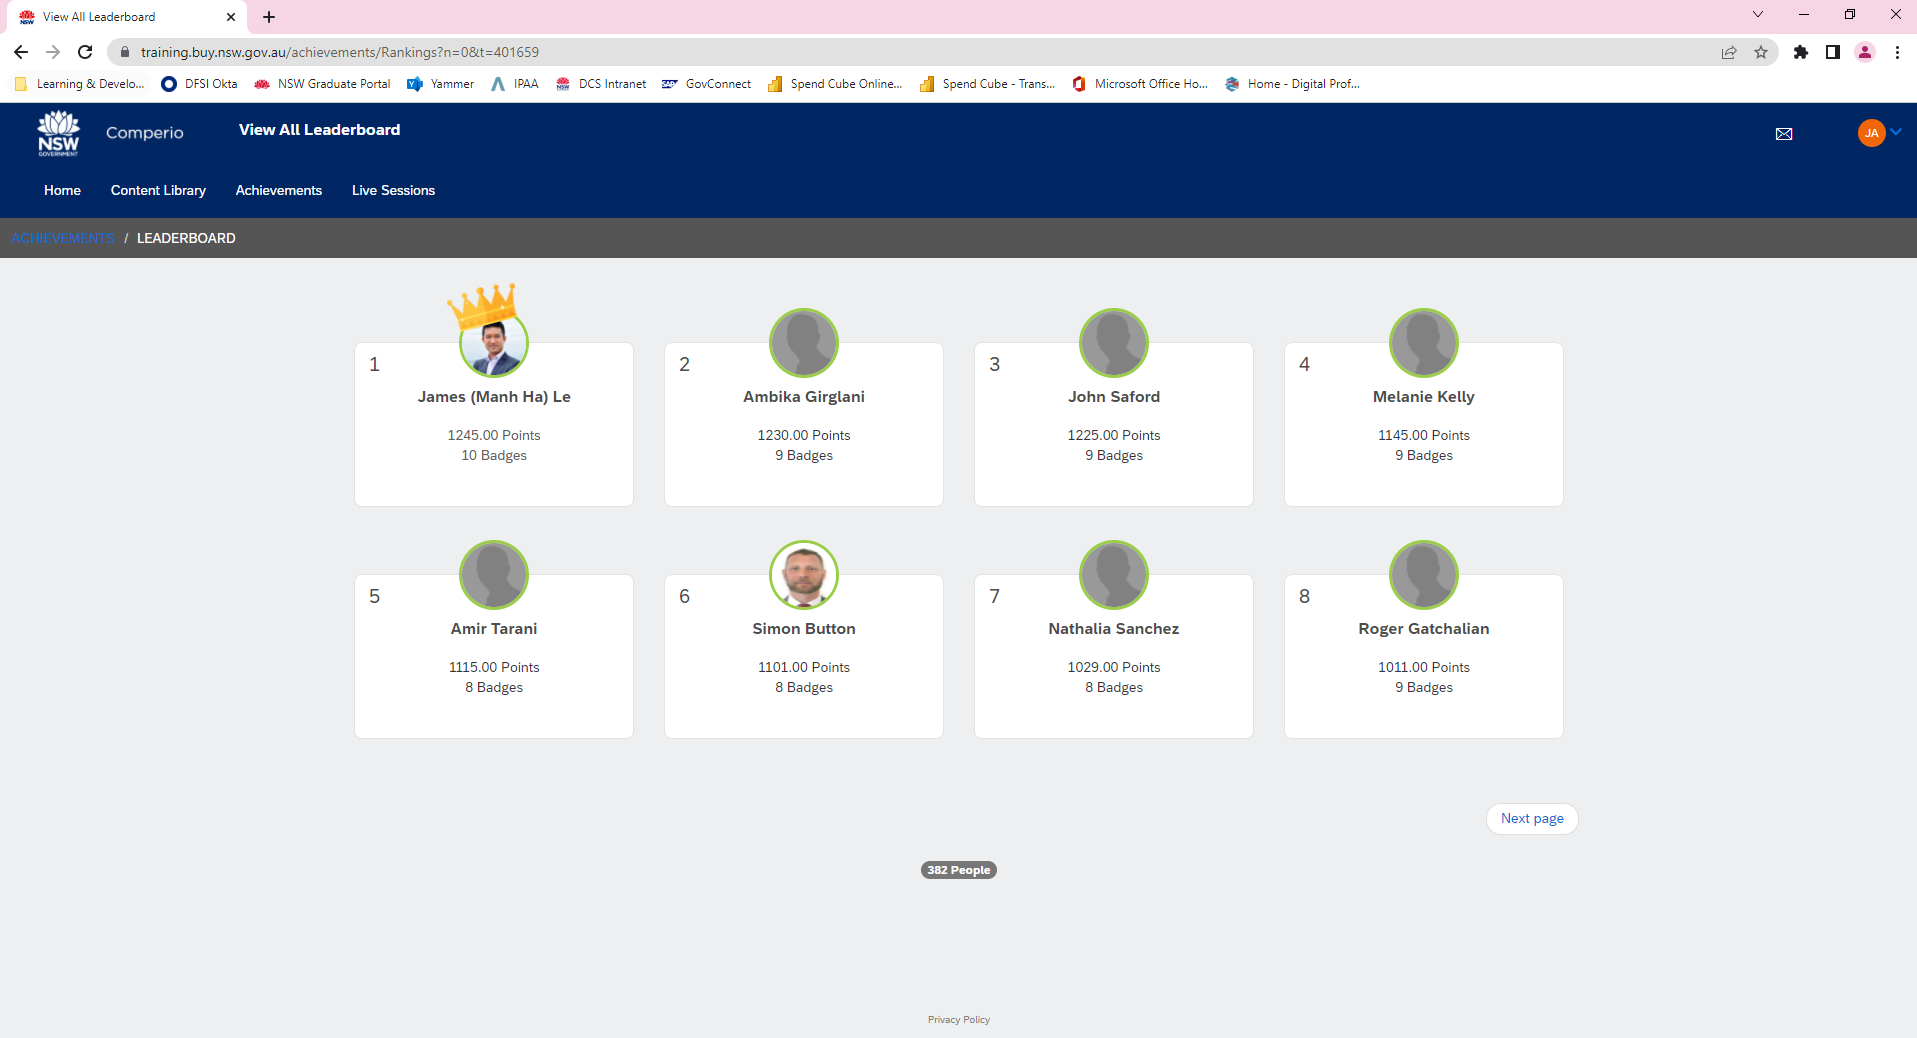 View All Leaderboard
training.buy.nsw.gov.au/achievements/Rankings?n=0&t=401659
Learning & Develo... DFSI Okta NSW Graduate Portal Yammer IPAA DCS Intranet GovConnect Spend Cube Online... Spend Cube - Trans... Microsoft Office Ho... Home - Digital Prof...
NSW
GOVERNMENT
Comperio
View All Leaderboard
JA
Home Content Library Achievements Live Sessions
ACHIEVEMENTS / LEADERBOARD
1
James (Manh Ha) Le
1245.00 Points
10 Badges
2
Ambika Girglani
1230.00 Points
9 Badges
3
John Saford
1225.00 Points
9 Badges
4
Melanie Kelly
1145.00 Points
9 Badges
5
Amir Tarani
1115.00 Points
8 Badges
6
Simon Button
1101.00 Points
8 Badges
7
Nathalia Sanchez
1029.00 Points
8 Badges
8
Roger Gatchalian
1011.00 Points
9 Badges
Next page
382 People
Privacy Policy